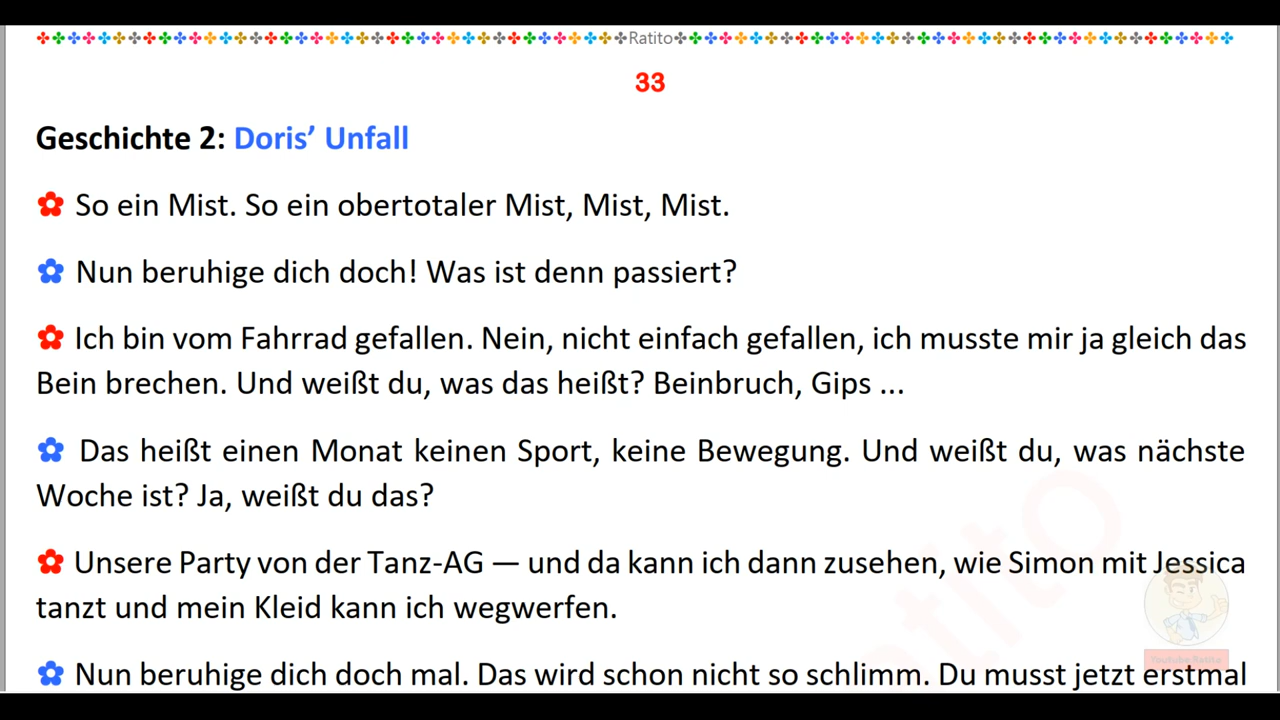 Ratito
33
Geschichte 2: Doris’ Unfall
So ein Mist. So ein obertotaler Mist, Mist, Mist.
Nun beruhige dich doch! Was ist denn passiert?
Ich bin vom Fahrrad gefallen. Nein, nicht einfach gefallen, ich musste mir ja gleich das
Bein brechen. Und weißt du, was das heißt? Beinbruch, Gips ...
Das heißt einen Monat keinen Sport, keine Bewegung. Und weißt du, was nächste
Woche ist? Ja, weißt du das?
Unsere Party von der Tanz-AG — und da kann ich dann zusehen, wie Simon mit Jessica
tanzt und mein Kleid kann ich wegwerfen.
Nun beruhige dich doch mal. Das wird schon nicht so schlimm. Du musst jetzt erstmal
Ratito
Youtube Ratito